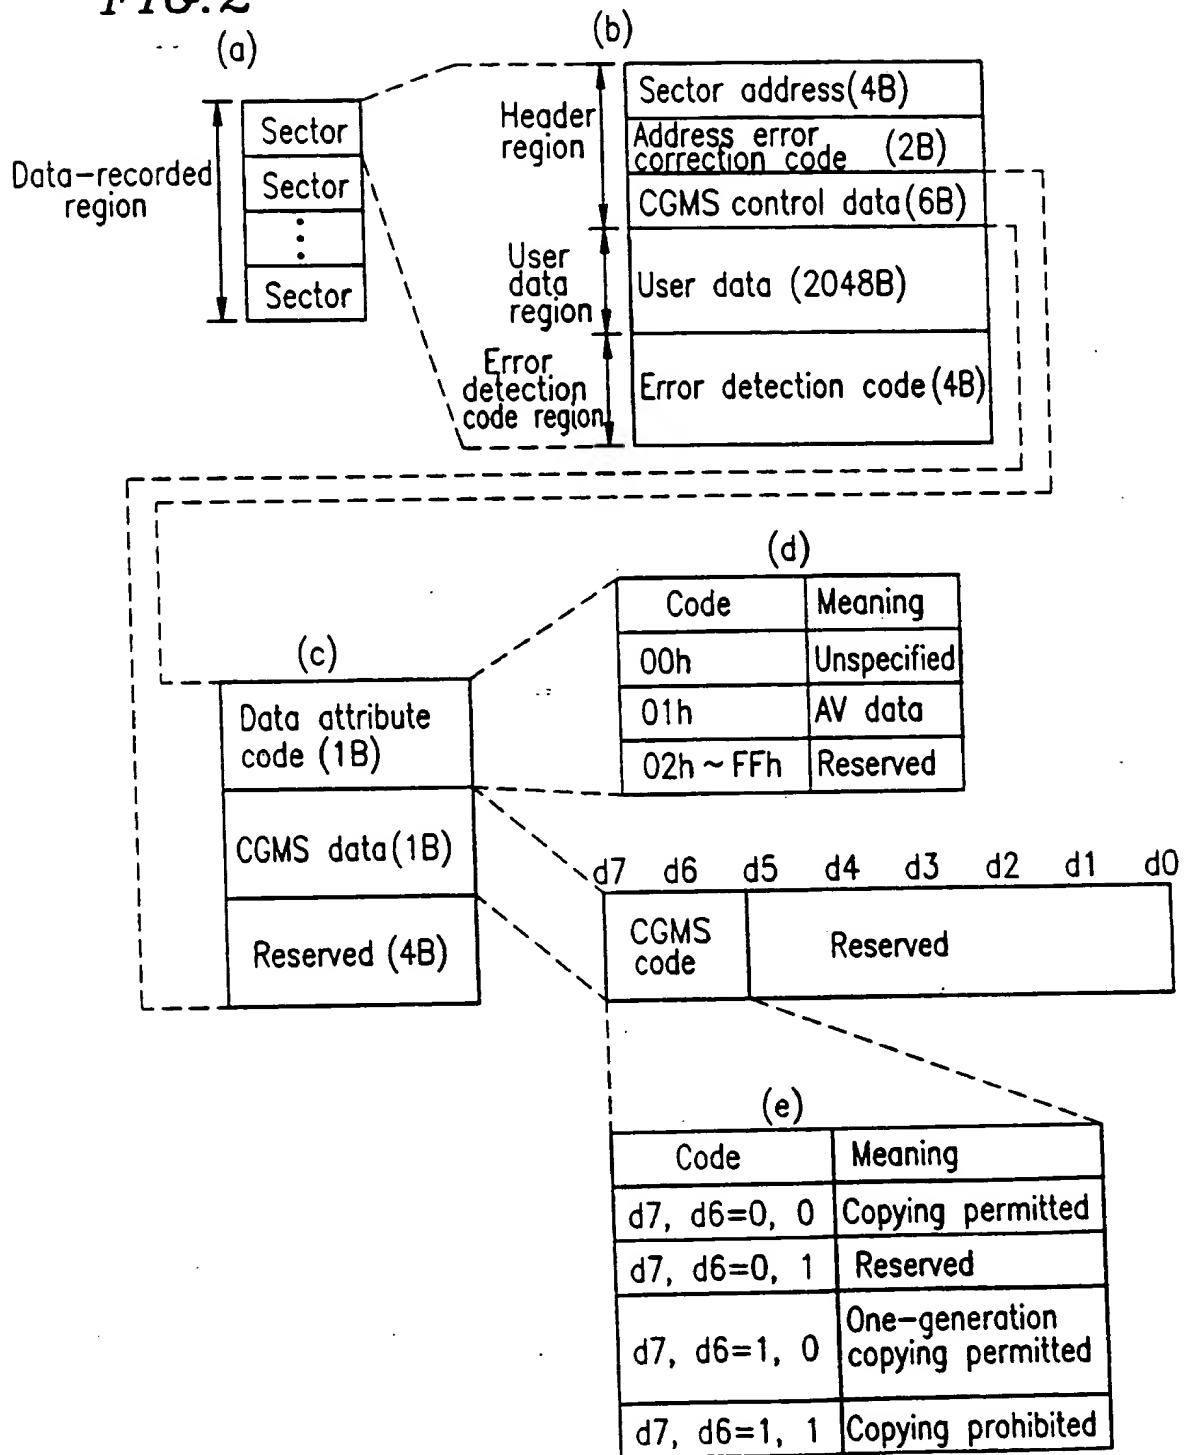 FIG.2
(a)
Data-recorded
region
Sector
Sector
Sector
(b)
Header
region
User
data
region
Error
detection
code region
Sector address(4B)
Address error
correction code (2B)
CGMS control data(6B)
User data (2048B)
Error detection code(4B)
(c)
Data attribute
code (1B)
CGMS data(1B)
Reserved (4B)
(d)
Code Meaning
00h Unspecified
01h AV data
02h ~ FFh Reserved
d7 d6 d5 d4 d3 d2 d1 d0
CGMS
code
Reserved
(e)
Code Meaning
d7, d6=0, 0 Copying permitted
d7, d6=0, 1 Reserved
d7, d6=1, 0 One-generation
copying permitted
d7, d6=1, 1 Copying prohibited